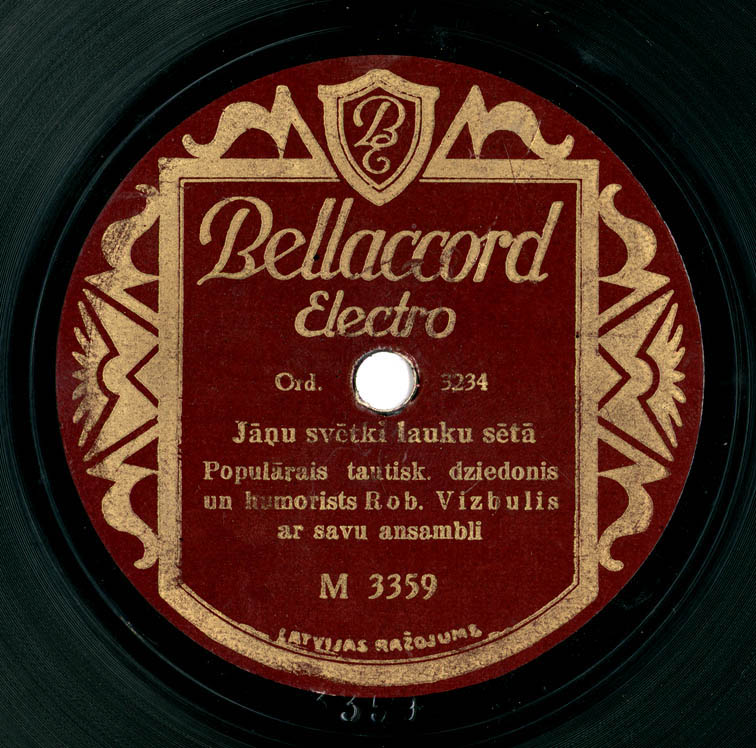 BE
Bellaccord
Electro
Ord. 3234
Jāņu svētki lauku sētā
Populārais tautisk. dziedonis
un humorists Rob. Vizbulis
ar savu ansambli
M 3359
LATVIJAS RAŽOJUMS